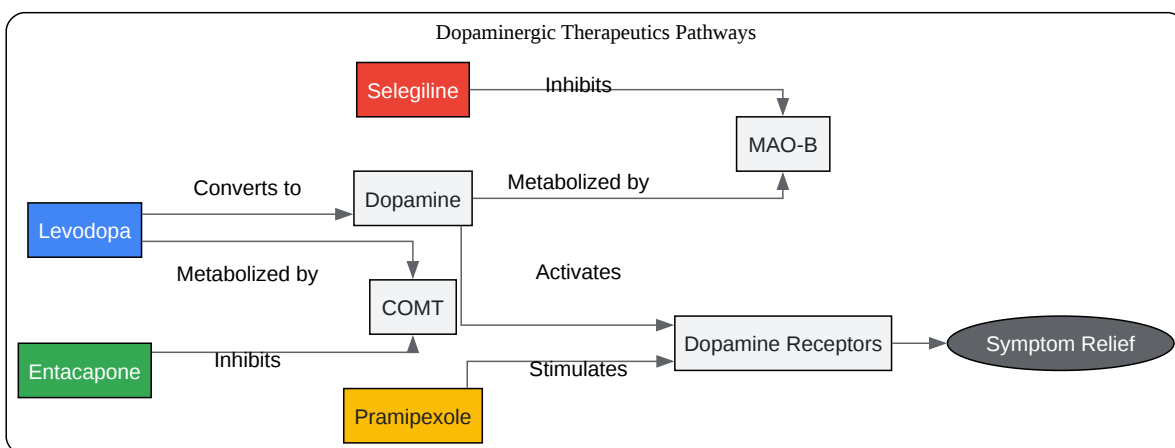 Dopaminergic Therapeutics Pathways
Selegiline
Inhibits
MAO-B
Converts to
Dopamine
Metabolized by
Levodopa
Metabolized by
Activates
COMT
Dopamine Receptors
Symptom Relief
Entacapone
Inhibits
Stimulates
Pramipexole